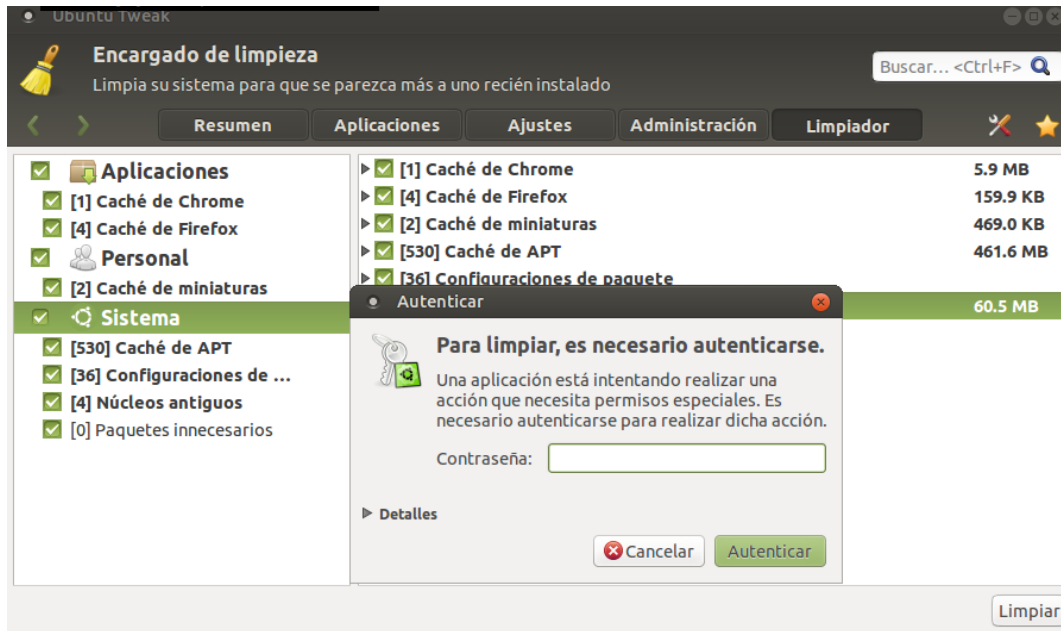 Ubuntu Tweak
Encargado de limpieza
Limpia su sistema para que se parezca más a uno recién instalado
Buscar... <Ctrl+F>
Resumen
Aplicaciones
Ajustes
Administración
Limpiador
Aplicaciones
[1] Caché de Chrome
[4] Caché de Firefox
Personal
[2] Caché de miniaturas
Sistema
[530] Caché de APT
[36] Configuraciones de ...
[4] Núcleos antiguos
[0] Paquetes innecesarios
[1] Caché de Chrome 5.9 MB
[4] Caché de Firefox 159.9 KB
[2] Caché de miniaturas 469.0 KB
[530] Caché de APT 461.6 MB
[36] Configuraciones de paquete
60.5 MB
Autenticar
Para limpiar, es necesario autenticarse.
Una aplicación está intentando realizar una
acción que necesita permisos especiales. Es
necesario autenticarse para realizar dicha acción.
Contraseña:
Detalles
Cancelar
Autenticar
Limpiar